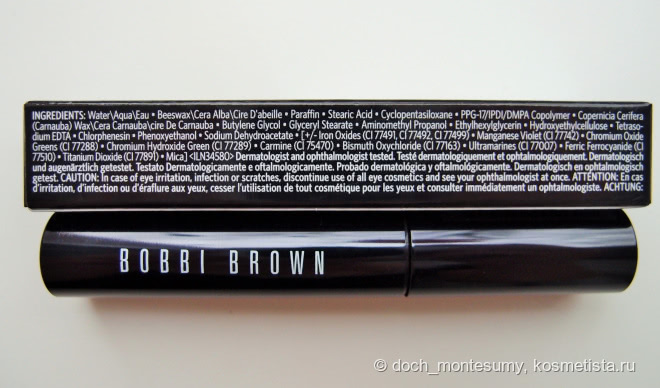 INGREDIENTS: Water\Aqua\Eau • Beeswax\Cera Alba\Cire D'abeille • Paraffin • Stearic Acid • Cyclopentasiloxane • PPG-17/IPDI/DMPA Copolymer • Copernicia Cerifera
(Carnauba) Wax\Cera Carnauba\cire De Carnauba • Butylene Glycol • Glyceryl Stearate • Aminomethyl Propanol • Ethylhexylglycerin • Hydroxyethylcellulose • Tetraso-
dium EDTA • Chlorphenesin • Phenoxyethanol • Sodium Dehydroacetate • [+/- Iron Oxides (CI 77491, CI 77492, CI 77499) • Manganese Violet (CI 77742) • Chromium Oxide
Greens (CI 77288) • Chromium Hydroxide Green (CI 77289) • Carmine (CI 75470) • Bismuth Oxychloride (CI 77163) • Ultramarines (CI 77007) • Ferric Ferrocyanide (CI
77510) • Titanium Dioxide (CI 77891) • Mica] <ILN34580> Dermatologist and ophthalmologist tested. Testé dermatologiquement et ophtalmologiquement. Dermatologisch
und augenärztlich getestet. Testato Dermatologicamente e oftalmologicamente. Probado dermatológica y oftalmologicamente. Dermatologisch en ophtalmologisch
getest. CAUTION: In case of eye irritation, infection or scratches, discontinue use of all eye cosmetics and see your ophthalmologist at once. ATTENTION: En cas
d'irritation, d'infection ou d'éraflure aux yeux, cesser l'utilisation de tout cosmétique pour les yeux et consulter immédiatement un ophtalmologiste. ACHTUNG:
BOBBI BROWN
© doch_montesumy, kosmetista.ru